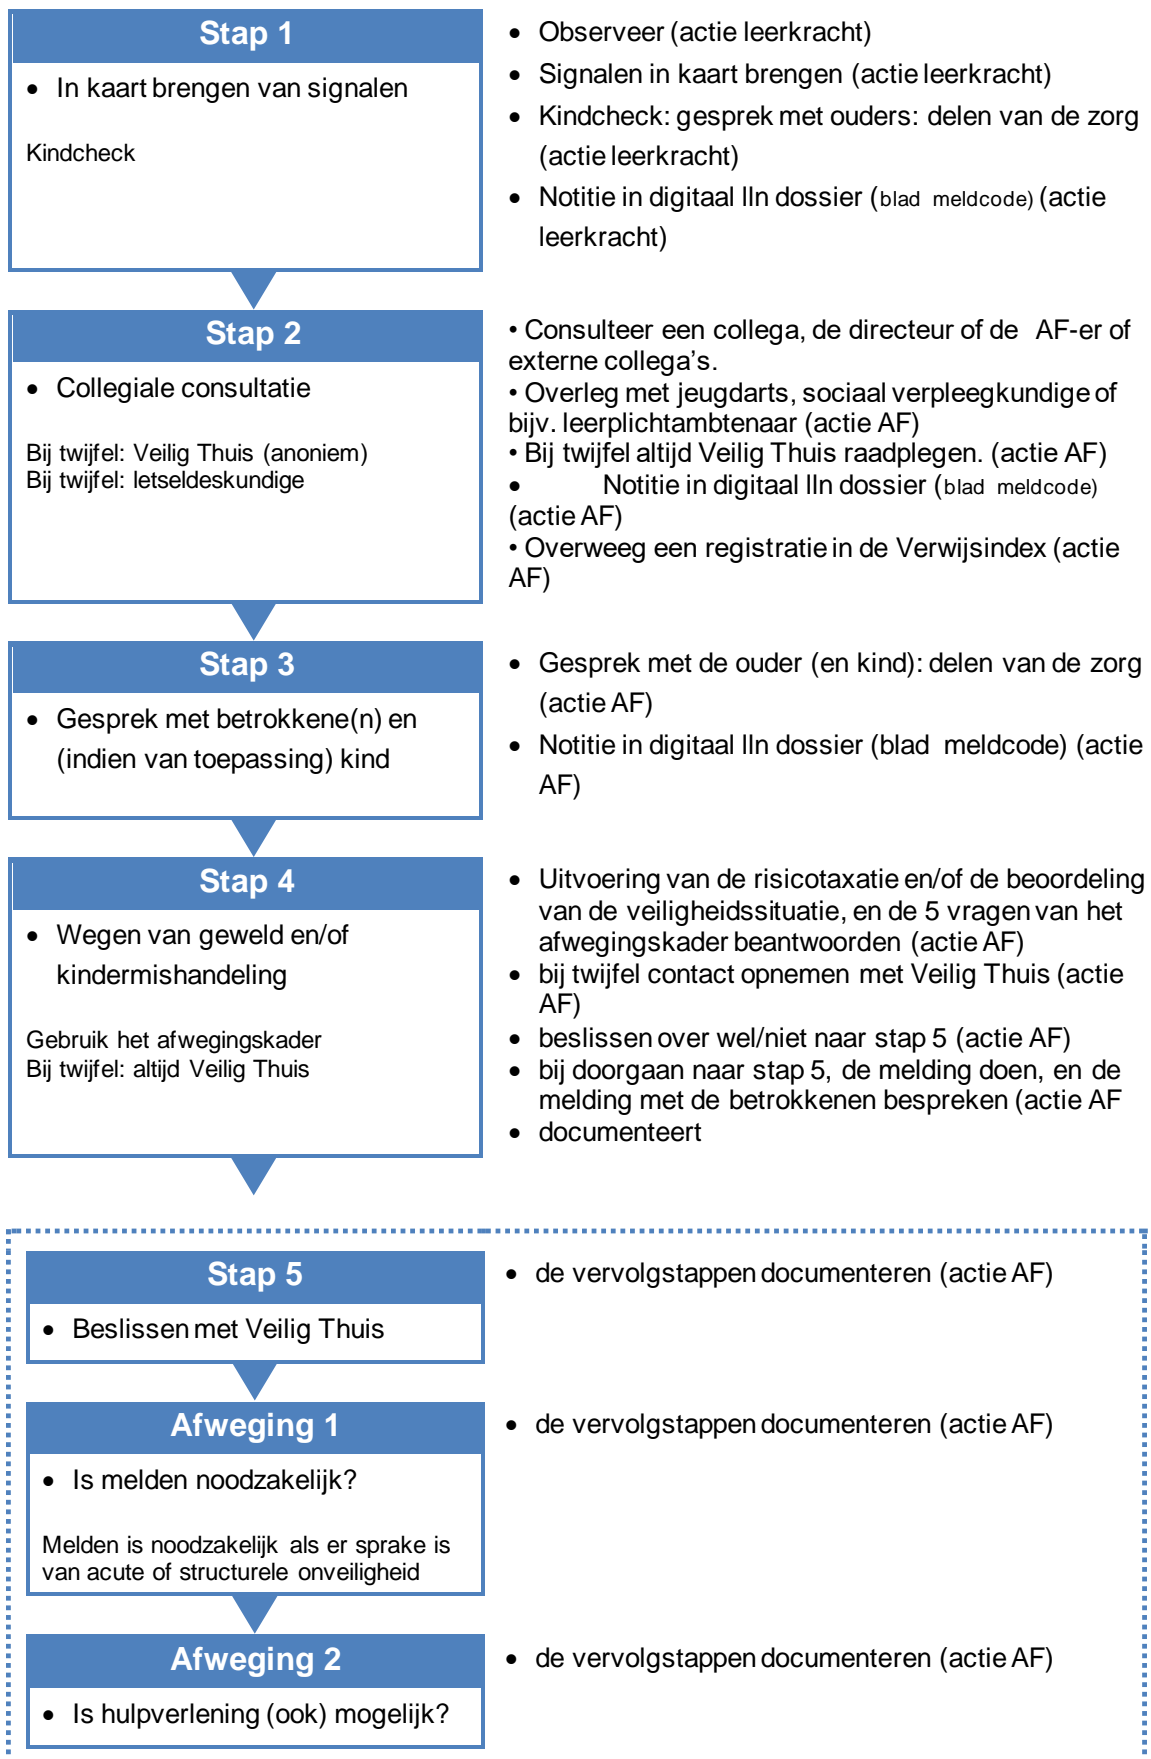 Stap 1
• In kaart brengen van signalen
Kindcheck
• Observeer (actie leerkracht)
• Signalen in kaart brengen (actie leerkracht)
• Kindcheck: gesprek met ouders: delen van de zorg
(actie leerkracht)
• Notitie in digitaal lln dossier (blad meldcode) (actie
leerkracht)
Stap 2
• Collegiale consultatie
Bij twijfel: Veilig Thuis (anoniem)
Bij twijfel: letseldeskundige
• Consulteer een collega, de directeur of de AF-er of
externe collega's.
• Overleg met jeugdarts, sociaal verpleegkundige of
bijv. leerplichtambtenaar (actie AF)
• Bij twijfel altijd Veilig Thuis raadplegen. (actie AF)
• Notitie in digitaal lln dossier (blad meldcode)
(actie AF)
• Overweeg een registratie in de Verwijsindex (actie
AF)
Stap 3
• Gesprek met betrokkene(n) en
(indien van toepassing) kind
• Gesprek met de ouder (en kind): delen van de zorg
(actie AF)
• Notitie in digitaal lln dossier (blad meldcode) (actie
AF)
Stap 4
• Wegen van geweld en/of
kindermishandeling
Gebruik het afwegingskader
Bij twijfel: altijd Veilig Thuis
• Uitvoering van de risicotaxatie en/of de beoordeling
van de veiligheidssituatie, en de 5 vragen van het
afwegingskader beantwoorden (actie AF)
• bij twijfel contact opnemen met Veilig Thuis (actie
AF)
• beslissen over wel/niet naar stap 5 (actie AF)
• bij doorgaan naar stap 5, de melding doen, en de
melding met de betrokkenen bespreken (actie AF
• documenteert
Stap 5
• Beslissen met Veilig Thuis
• de vervolgstappen documenteren (actie AF)
Afweging 1
• Is melden noodzakelijk?
Melden is noodzakelijk als er sprake is
van acute of structurele onveiligheid
• de vervolgstappen documenteren (actie AF)
Afweging 2
• Is hulpverlening (ook) mogelijk?
• de vervolgstappen documenteren (actie AF)